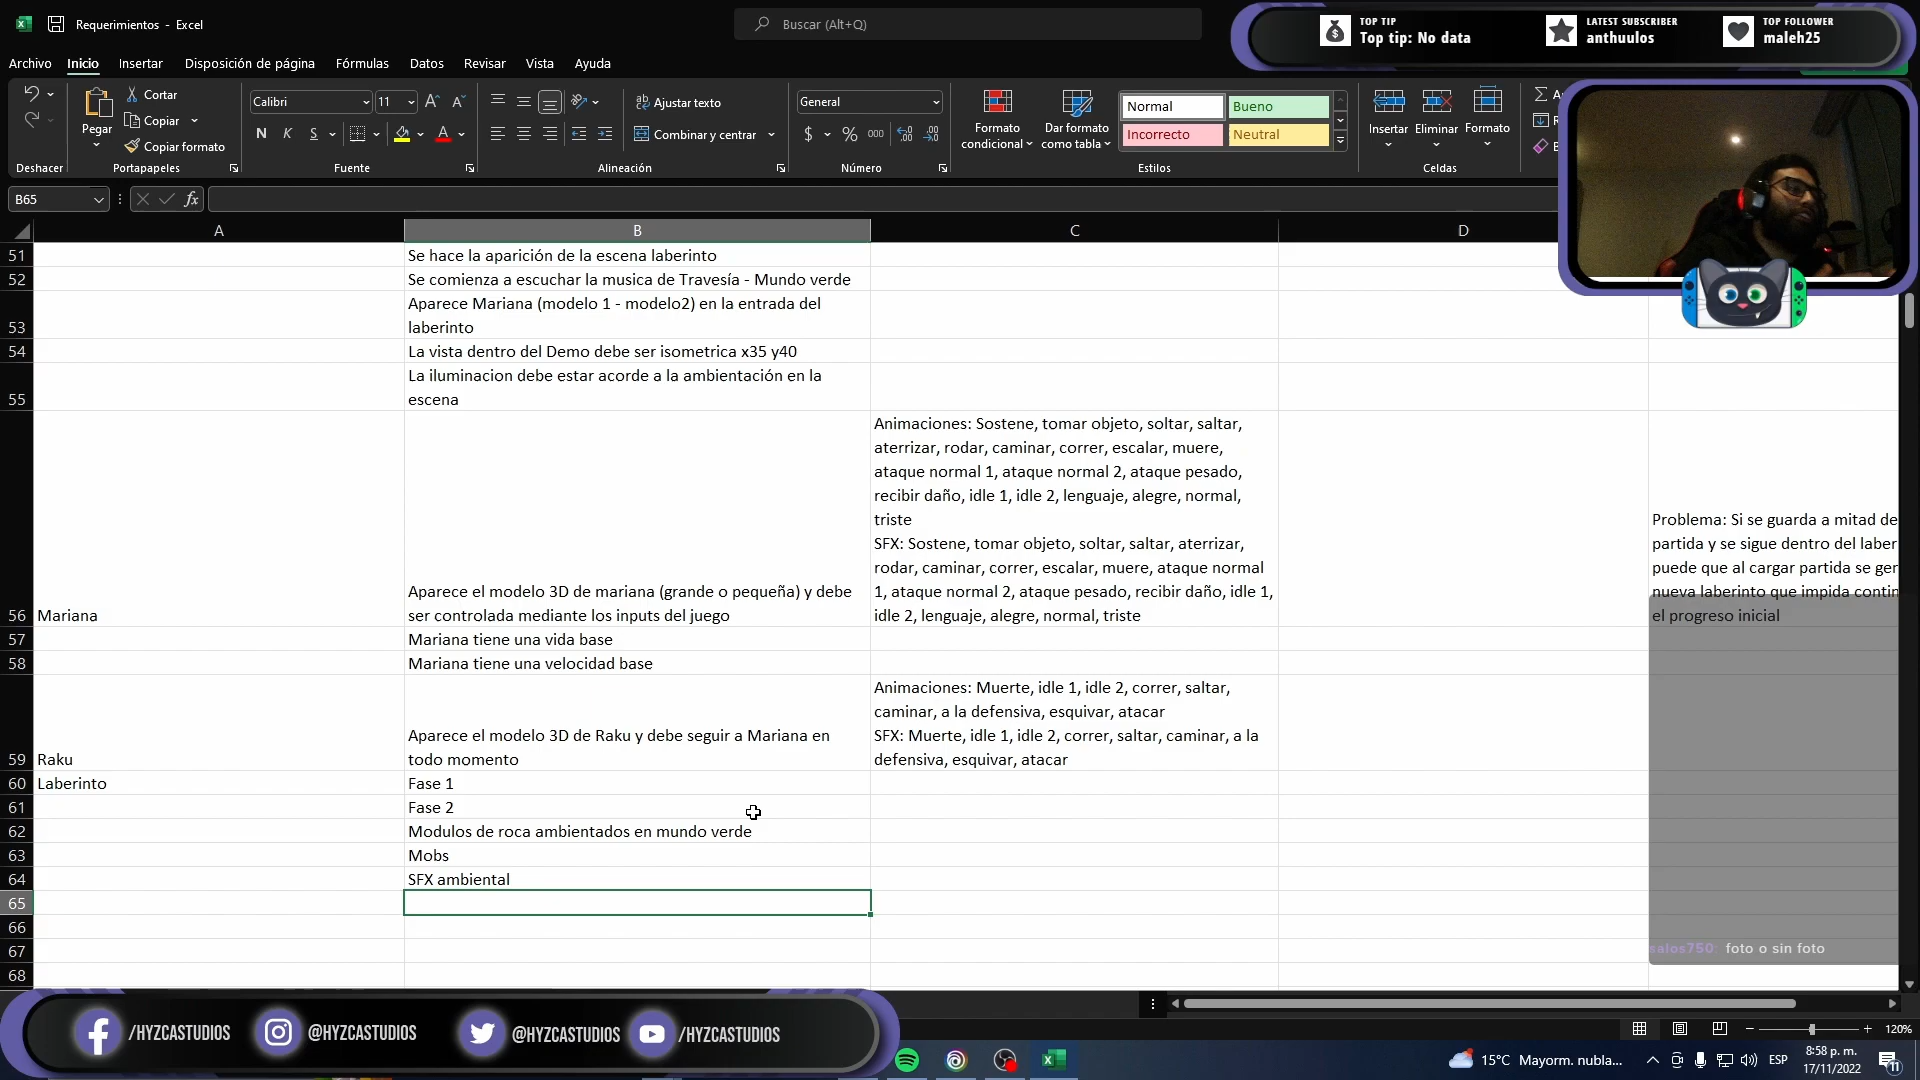 Requerimientos - Excel
Buscar (Alt+Q)
TOP TIP
Top tip: No data
LATEST SUBSCRIBER
anthuulos
TOP FOLLOWER
maleh25
Archivo Inicio Insertar Disposición de página Fórmulas Datos Revisar Vista Ayuda
Pegar
Cortar
Copiar
Copiar formato
Calibri 11
N K S
Ajustar texto
Combinar y centrar
General
$ % 000
Formato
condicional
Dar formato
como tabla
Normal Bueno
Incorrecto Neutral
Insertar Eliminar Formato
Deshacer Portapapeles Fuente Alineación Número Estilos Celdas
B65 fx
A B C D
51 Se hace la aparición de la escena laberinto
52 Se comienza a escuchar la musica de Travesía - Mundo verde
Aparece Mariana (modelo 1 - modelo2) en la entrada del
53 laberinto
54 La vista dentro del Demo debe ser isometrica x35 y40
La iluminacion debe estar acorde a la ambientación en la
55 escena
Animaciones: Sostene, tomar objeto, soltar, saltar,
aterrizar, rodar, caminar, correr, escalar, muere,
ataque normal 1, ataque normal 2, ataque pesado,
recibir daño, idle 1, idle 2, lenguaje, alegre, normal,
triste
SFX: Sostene, tomar objeto, soltar, saltar, aterrizar,
rodar, caminar, correr, escalar, muere, ataque normal
1, ataque normal 2, ataque pesado, recibir daño, idle 1,
idle 2, lenguaje, alegre, normal, triste
Problema: Si se guarda a mitad de
partida y se sigue dentro del laber
puede que al cargar partida se ger
nueva laberinto que impida contin
el progreso inicial
Aparece el modelo 3D de mariana (grande o pequeña) y debe
56 Mariana ser controlada mediante los inputs del juego
57 Mariana tiene una vida base
58 Mariana tiene una velocidad base
Animaciones: Muerte, idle 1, idle 2, correr, saltar,
caminar, a la defensiva, esquivar, atacar
SFX: Muerte, idle 1, idle 2, correr, saltar, caminar, a la
defensiva, esquivar, atacar
Aparece el modelo 3D de Raku y debe seguir a Mariana en
59 Raku todo momento
60 Laberinto Fase 1
61 Fase 2
62 Modulos de roca ambientados en mundo verde
63 Mobs
64 SFX ambiental
65
66
67
68
salos750: foto o sin foto
/HYZCASTUDIOS @HYZCASTUDIOS @HYZCASTUDIOS /HYZCASTUDIOS
120%
15°C Mayorm. nubla... ESP
8:58 p. m.
17/11/2022
11